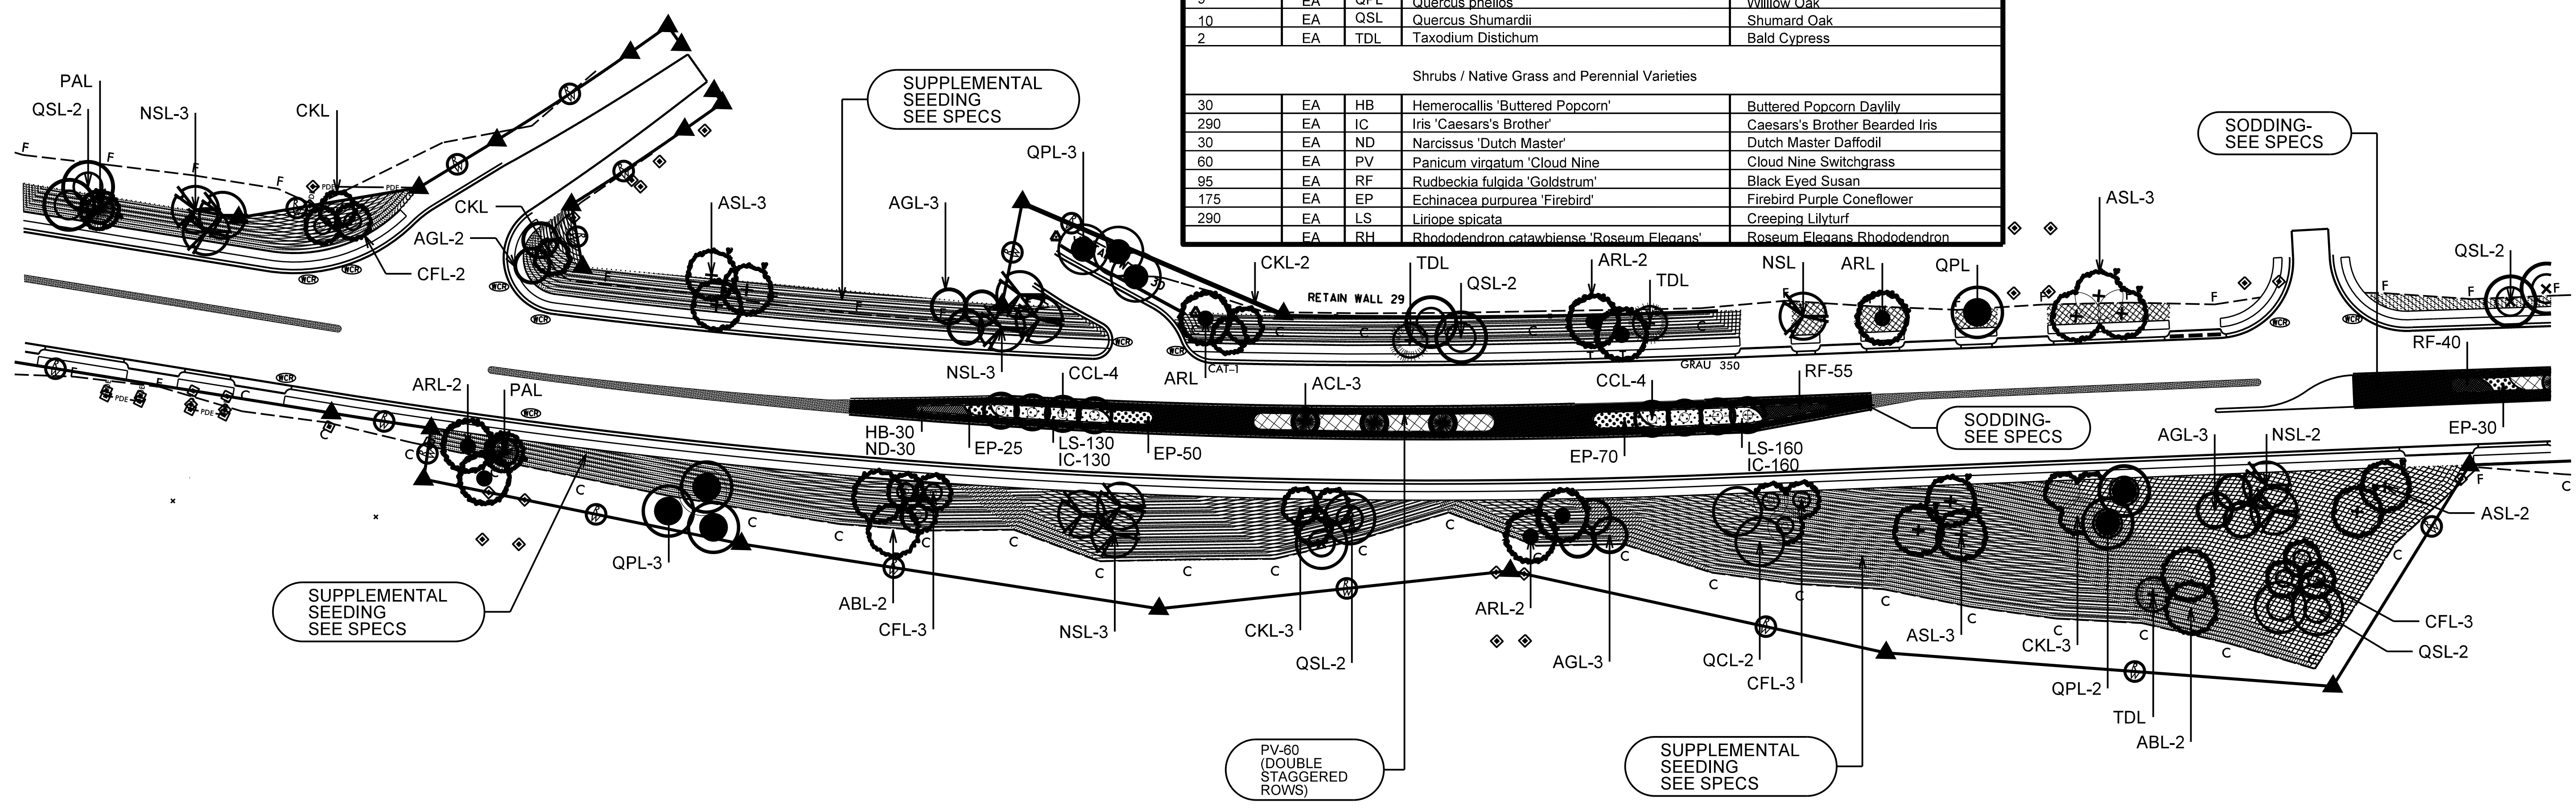 9 EA QPL Quercus phellos Willlow Oak
10 EA QSL Quercus Shumardii Shumard Oak
2 EA TDL Taxodium Distichum Bald Cypress
Shrubs / Native Grass and Perennial Varieties
30 EA HB Hemerocallis 'Buttered Popcorn' Buttered Popcorn Daylily
290 EA IC Iris 'Caesars's Brother' Caesars's Brother Bearded Iris
30 EA ND Narcissus 'Dutch Master' Dutch Master Daffodil
60 EA PV Panicum virgatum 'Cloud Nine Cloud Nine Switchgrass
95 EA RF Rudbeckia fulgida 'Goldstrum' Black Eyed Susan
175 EA EP Echinacea purpurea 'Firebird' Firebird Purple Coneflower
290 EA LS Liriope spicata Creeping Lilyturf
EA RH Rhododendron catawbiense 'Roseum Elegans' Roseum Elegans Rhododendron
PAL
QSL-2
NSL-3
CKL
SUPPLEMENTAL
SEEDING
SEE SPECS
CKL
AGL-2
CFL-2
ASL-3
AGL-3
QPL-3
NSL-3
CKL-2
RETAIN WALL 29
TDL
QSL-2
ARL-2
TDL
NSL
ARL
QPL
ASL-3
SODDING-
SEE SPECS
QSL-2
ARL
CAT-1
GRAU 350
RF-40
EP-30
ARL-2
PAL
CCL-4
ACL-3
CCL-4
RF-55
SODDING-
SEE SPECS
HB-30
ND-30
EP-25
LS-130
IC-130
EP-50
EP-70
LS-160
IC-160
AGL-3
NSL-2
ASL-2
SUPPLEMENTAL
SEEDING
SEE SPECS
QPL-3
ABL-2
CFL-3
NSL-3
CKL-3
QSL-2
ARL-2
AGL-3
QCL-2
CFL-3
ASL-3
CKL-3
QPL-2
TDL
ABL-2
CFL-3
QSL-2
PV-60
(DOUBLE
STAGGERED
ROWS)
SUPPLEMENTAL
SEEDING
SEE SPECS